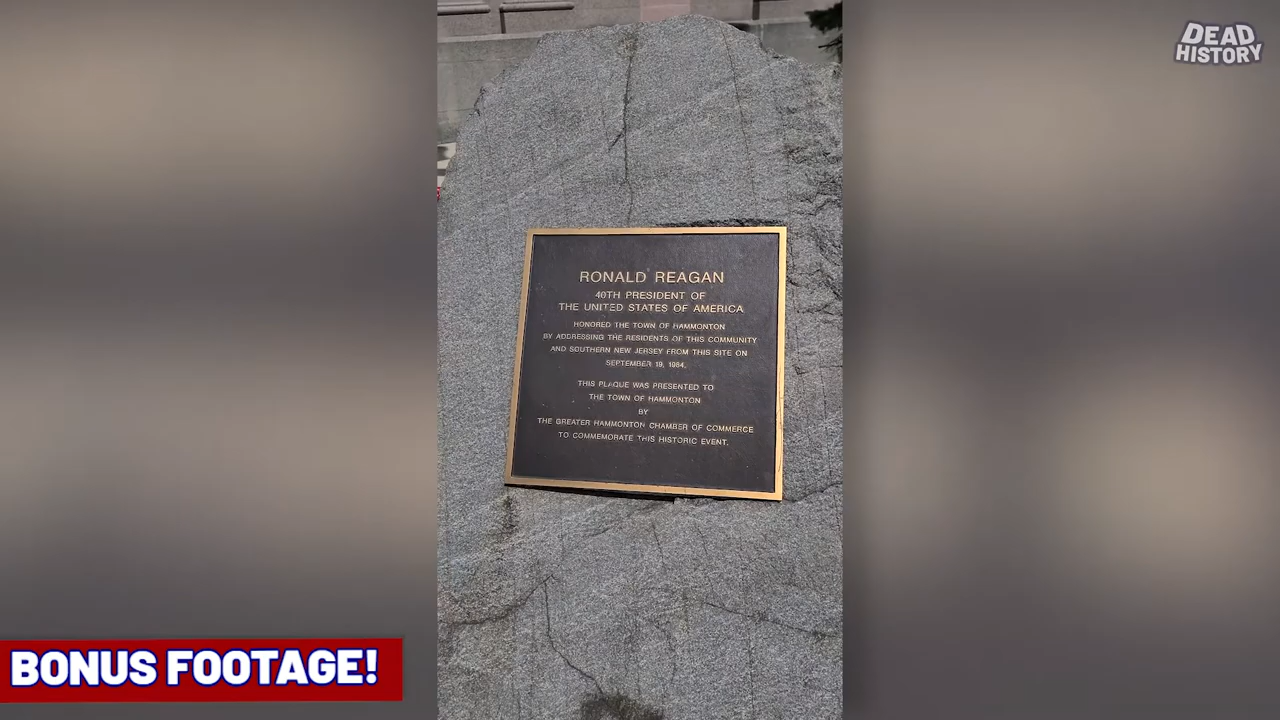 DEAD
HISTORY
RONALD REAGAN
40TH PRESIDENT OF
THE UNITED STATES OF AMERICA
HONORED THE TOWN OF HAMMONTON
BY ADDRESSING THE RESIDENTS OF THIS COMMUNITY
AND SOUTHERN NEW JERSEY FROM THIS SITE ON
SEPTEMBER 19, 1984.
THIS PLAQUE WAS PRESENTED TO
THE TOWN OF HAMMONTON
BY
THE GREATER HAMMONTON CHAMBER OF COMMERCE
TO COMMEMORATE THIS HISTORIC EVENT.
BONUS FOOTAGE!